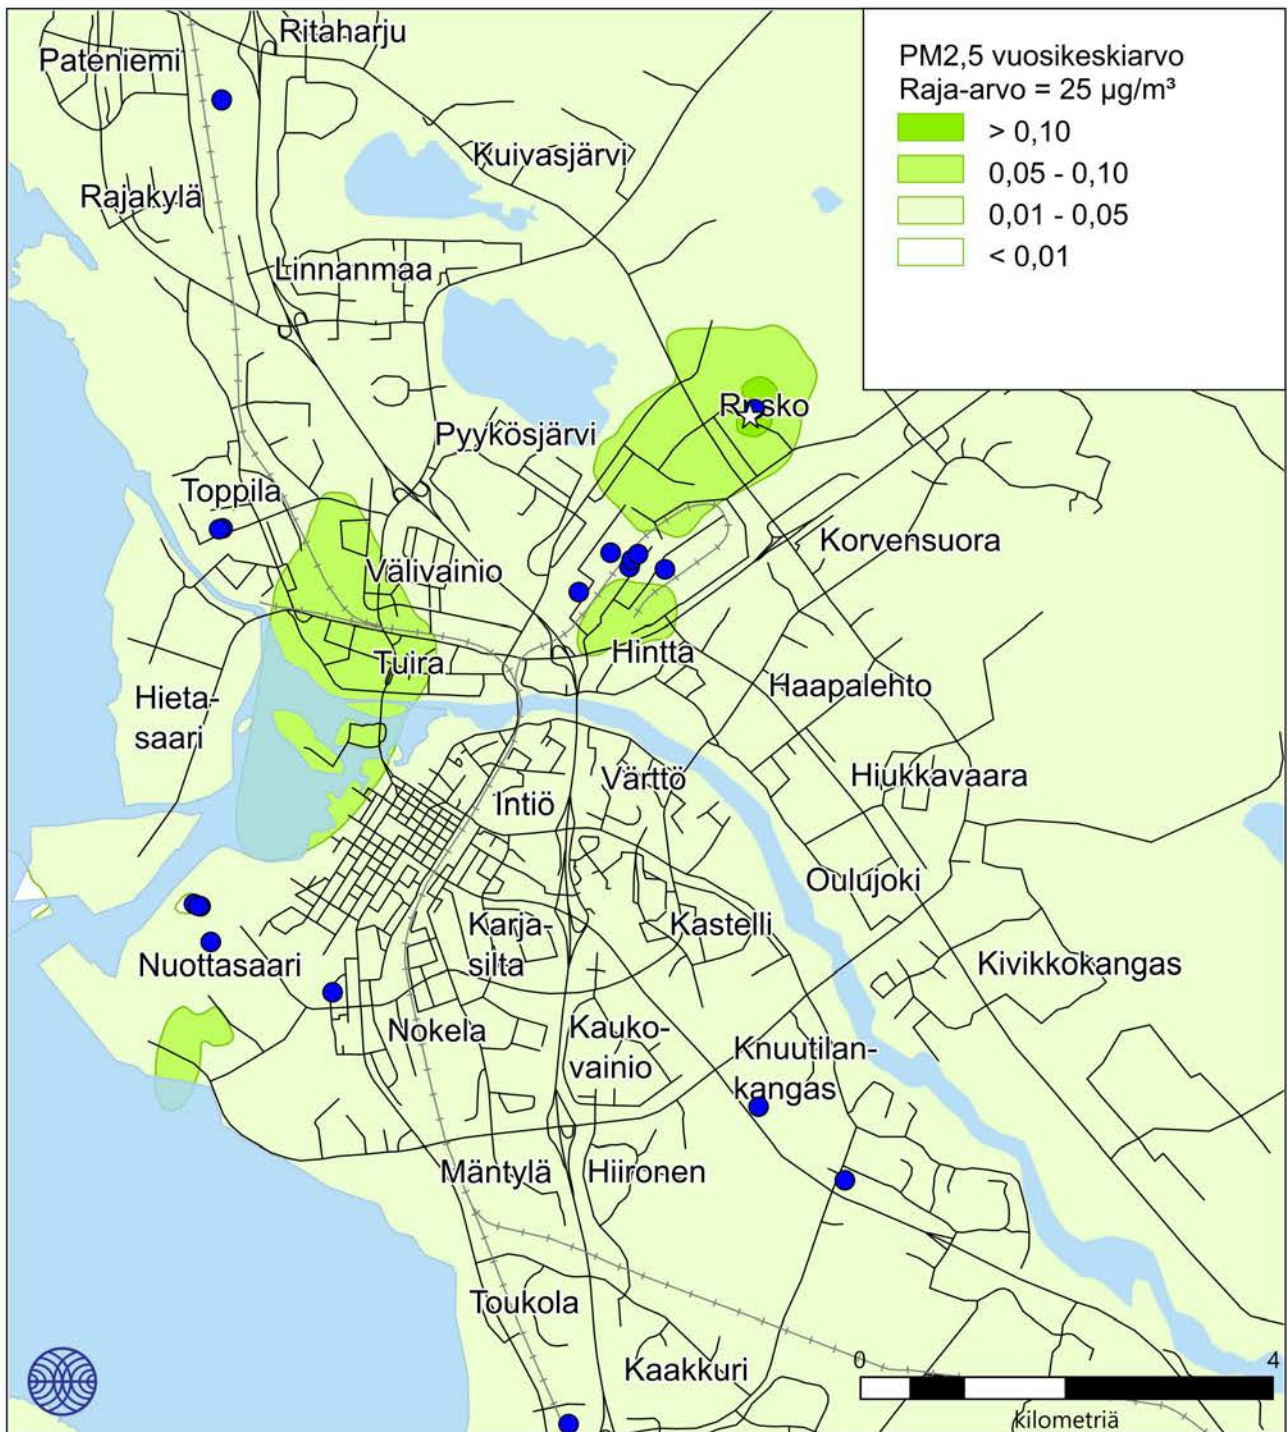 Ritaharju
Pateniemi
PM2,5 vuosikeskiarvo
Raja-arvo = 25 µg/m³
> 0,10
0,05 - 0,10
0,01 - 0,05
< 0,01
Kuivasjärvi
Rajakylä
Linnanmaa
Rusko
Pyykösjärvi
Toppila
Korvensuora
Välivainio
Hintta
Tuira
Haapalehto
Hieta-
saari
Hiukkavaara
Värttö
Intiö
Oulujoki
Kastelli
Karja-
silta
Nuottasaari
Kivikkokangas
Nokela
Kauko-
vainio
Knuutilan-
kangas
Mäntylä
Hiironen
Toukola
Kaakkuri
0
4
kilometriä